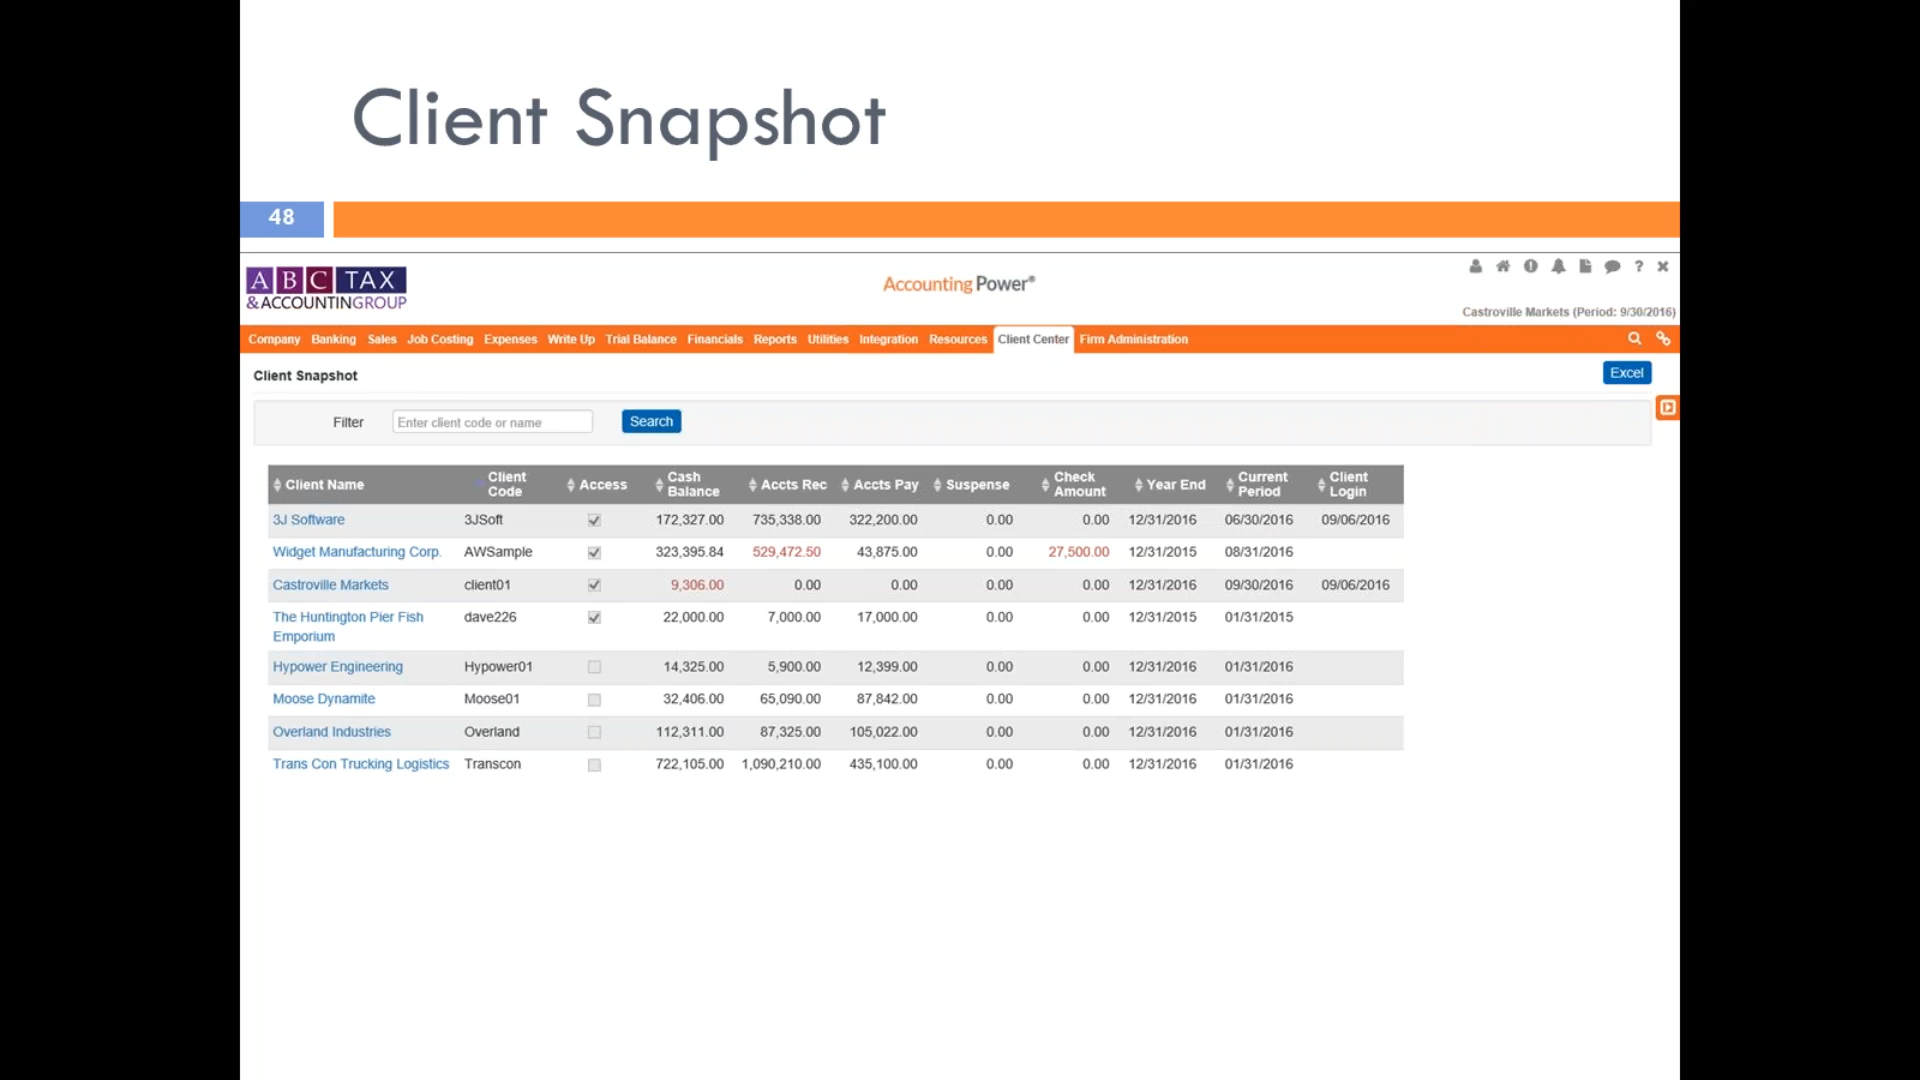 Client Snapshot
48
ABC TAX
&ACCOUNTINGGROUP
Accounting Power®
Castroville Markets (Period: 9/30/2016)
Company Banking Sales Job Costing Expenses Write Up Trial Balance Financials Reports Utilities Integration Resources Client Center Firm Administration
Client Snapshot
Excel
Filter Enter client code or name Search
Client Name Client Code Access Cash Balance Accts Rec Accts Pay Suspense Check Amount Year End Current Period Client Login
3J Software 3JSoft 172,327.00 735,338.00 322,200.00 0.00 0.00 12/31/2016 06/30/2016 09/06/2016
Widget Manufacturing Corp. AWSample 323,395.84 529,472.50 43,875.00 0.00 27,500.00 12/31/2015 08/31/2016
Castroville Markets client01 9,306.00 0.00 0.00 0.00 0.00 12/31/2016 09/30/2016 09/06/2016
The Huntington Pier Fish dave226 22,000.00 7,000.00 17,000.00 0.00 0.00 12/31/2015 01/31/2015
Emporium
Hypower Engineering Hypower01 14,325.00 5,900.00 12,399.00 0.00 0.00 12/31/2016 01/31/2016
Moose Dynamite Moose01 32,406.00 65,090.00 87,842.00 0.00 0.00 12/31/2016 01/31/2016
Overland Industries Overland 112,311.00 87,325.00 105,022.00 0.00 0.00 12/31/2016 01/31/2016
Trans Con Trucking Logistics Transcon 722,105.00 1,090,210.00 435,100.00 0.00 0.00 12/31/2016 01/31/2016